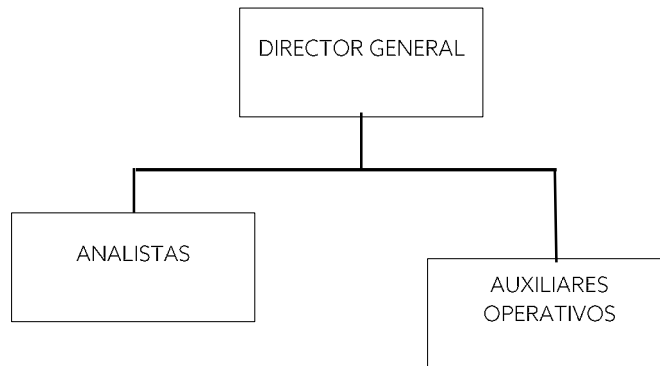 DIRECTOR GENERAL
ANALISTAS
AUXILIARES
OPERATIVOS